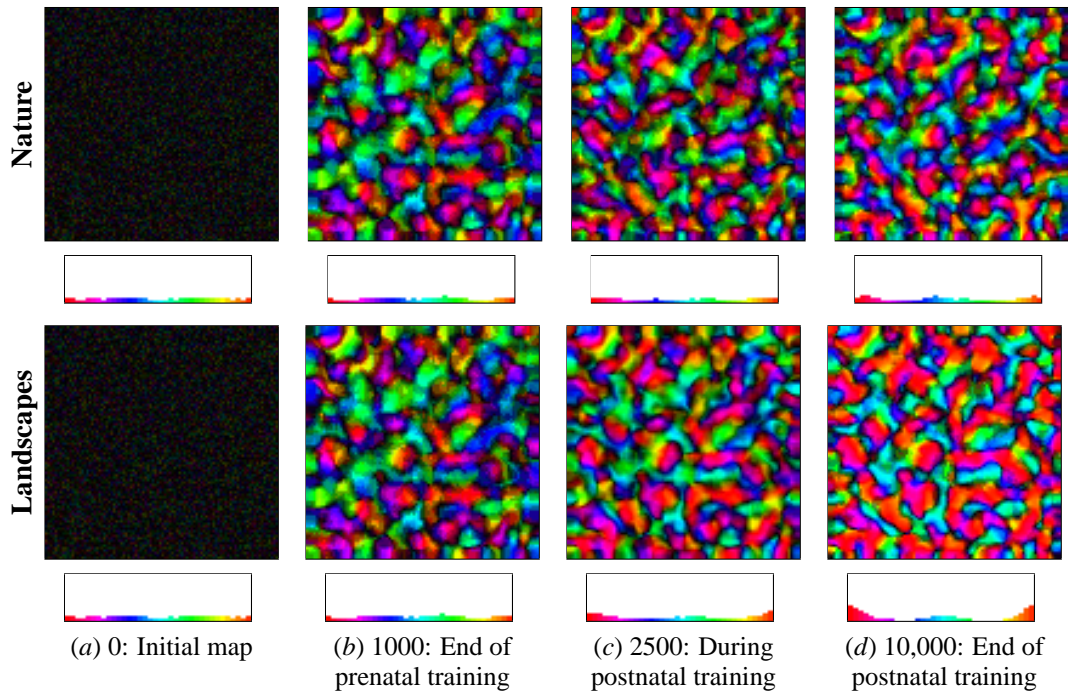 Nature
Landscapes
(a) 0: Initial map
(b) 1000: End of
prenatal training
(c) 2500: During
postnatal training
(d) 10,000: End of
postnatal training